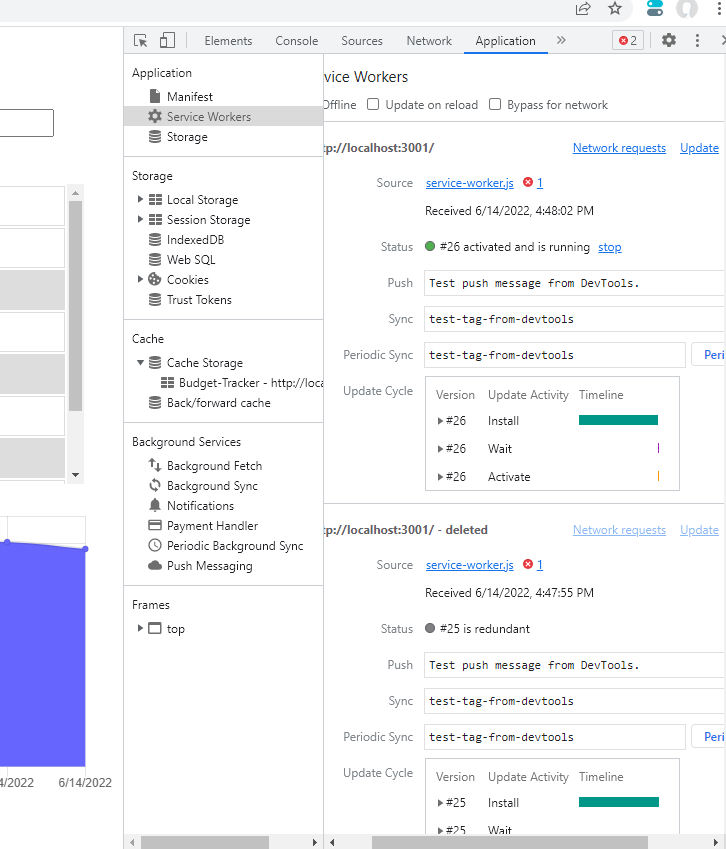 Elements Console Sources Network Application » 2
Application
Manifest
Service Workers
Storage
Storage
Local Storage
Session Storage
IndexedDB
Web SQL
Cookies
Trust Tokens
Cache
Cache Storage
Budget-Tracker - http://loca
Back/forward cache
Background Services
Background Fetch
Background Sync
Notifications
Payment Handler
Periodic Background Sync
Push Messaging
Frames
top
vice Workers
Offline Update on reload Bypass for network
tp://localhost:3001/ Network requests Update
Source service-worker.js 1
Received 6/14/2022, 4:48:02 PM
Status #26 activated and is running stop
Push Test push message from DevTools.
Sync test-tag-from-devtools
Periodic Sync test-tag-from-devtools Peri
Update Cycle Version Update Activity Timeline
#26 Install
#26 Wait
#26 Activate
tp://localhost:3001/ - deleted Network requests Update
Source service-worker.js 1
Received 6/14/2022, 4:47:55 PM
Status #25 is redundant
Push Test push message from DevTools.
Sync test-tag-from-devtools
Periodic Sync test-tag-from-devtools Peri
Update Cycle Version Update Activity Timeline
#25 Install
#25 Wait
4/2022 6/14/2022